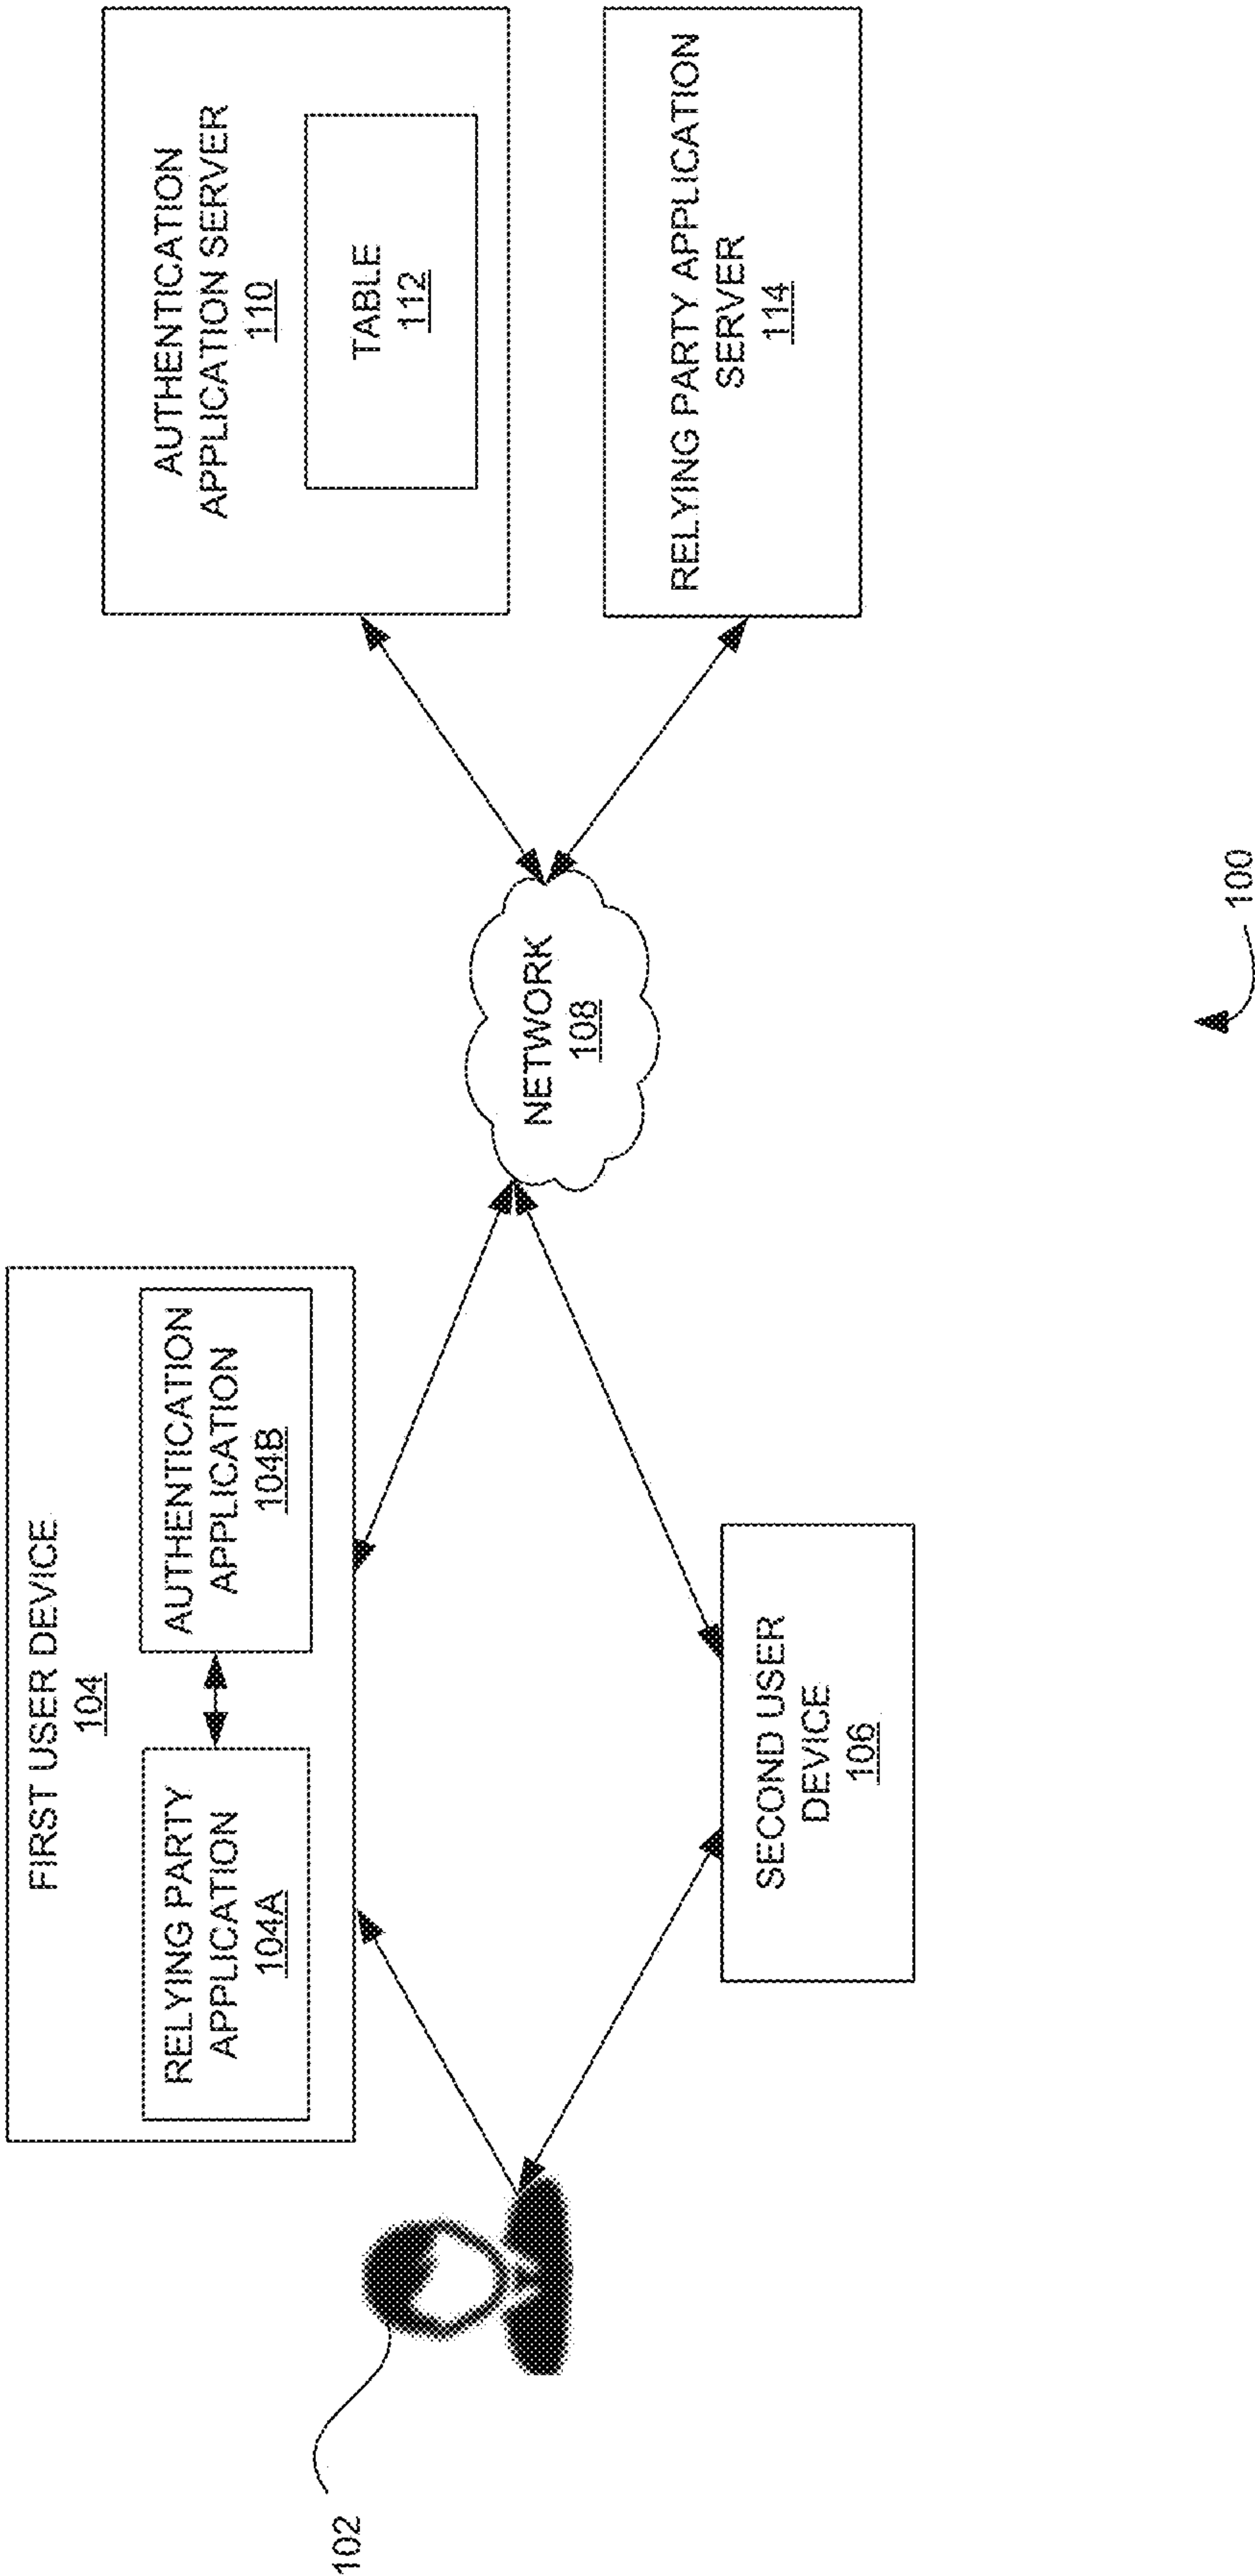 FIRST USER DEVICE
104
RELYING PARTY
APPLICATION
104A
AUTHENTICATION
APPLICATION
104B
102
SECOND USER
DEVICE
106
NETWORK
108
AUTHENTICATION
APPLICATION SERVER
110
TABLE
112
RELYING PARTY APPLICATION
SERVER
114
100